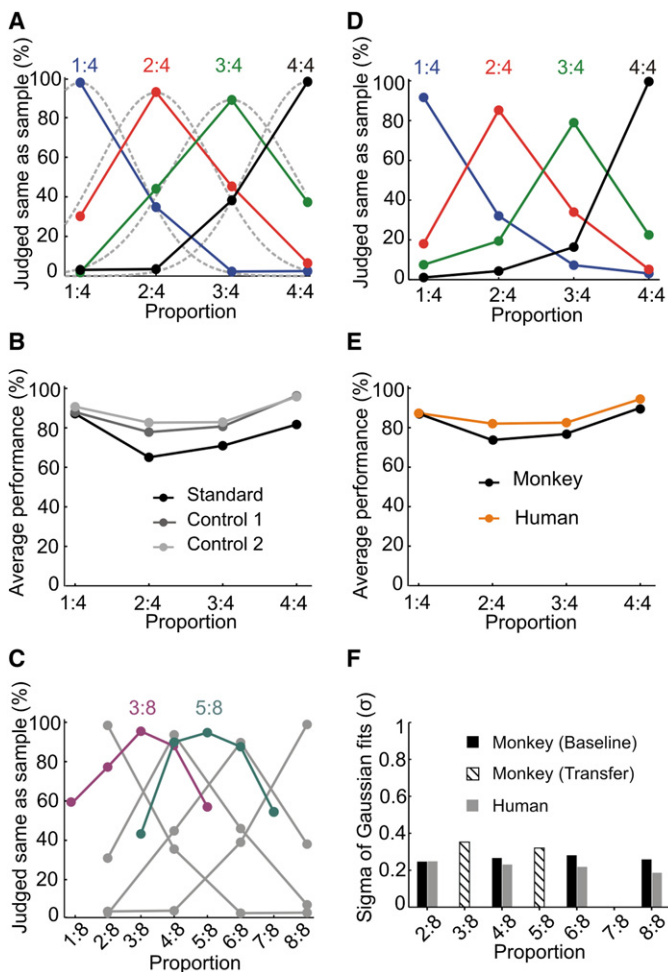 A
1:4 2:4 3:4 4:4
Judged same as sample (%)
100
80
60
40
20
0
1:4 2:4 3:4 4:4
Proportion
D
1:4 2:4 3:4 4:4
Judged same as sample (%)
100
80
60
40
20
0
1:4 2:4 3:4 4:4
Proportion
B
Average performance (%)
100
80
60
40
20
0
Standard
Control 1
Control 2
1:4 2:4 3:4 4:4
Proportion
E
Average performance (%)
100
80
60
40
20
0
Monkey
Human
1:4 2:4 3:4 4:4
Proportion
C
3:8 5:8
Judged same as sample (%)
100
80
60
40
20
0
1:8 2:8 3:8 4:8 5:8 6:8 7:8 8:8
Proportion
F
Sigma of Gaussian fits (σ)
1
0.8
0.6
0.4
0.2
0
Monkey (Baseline)
Monkey (Transfer)
Human
2:8 3:8 4:8 5:8 6:8 7:8 8:8
Proportion